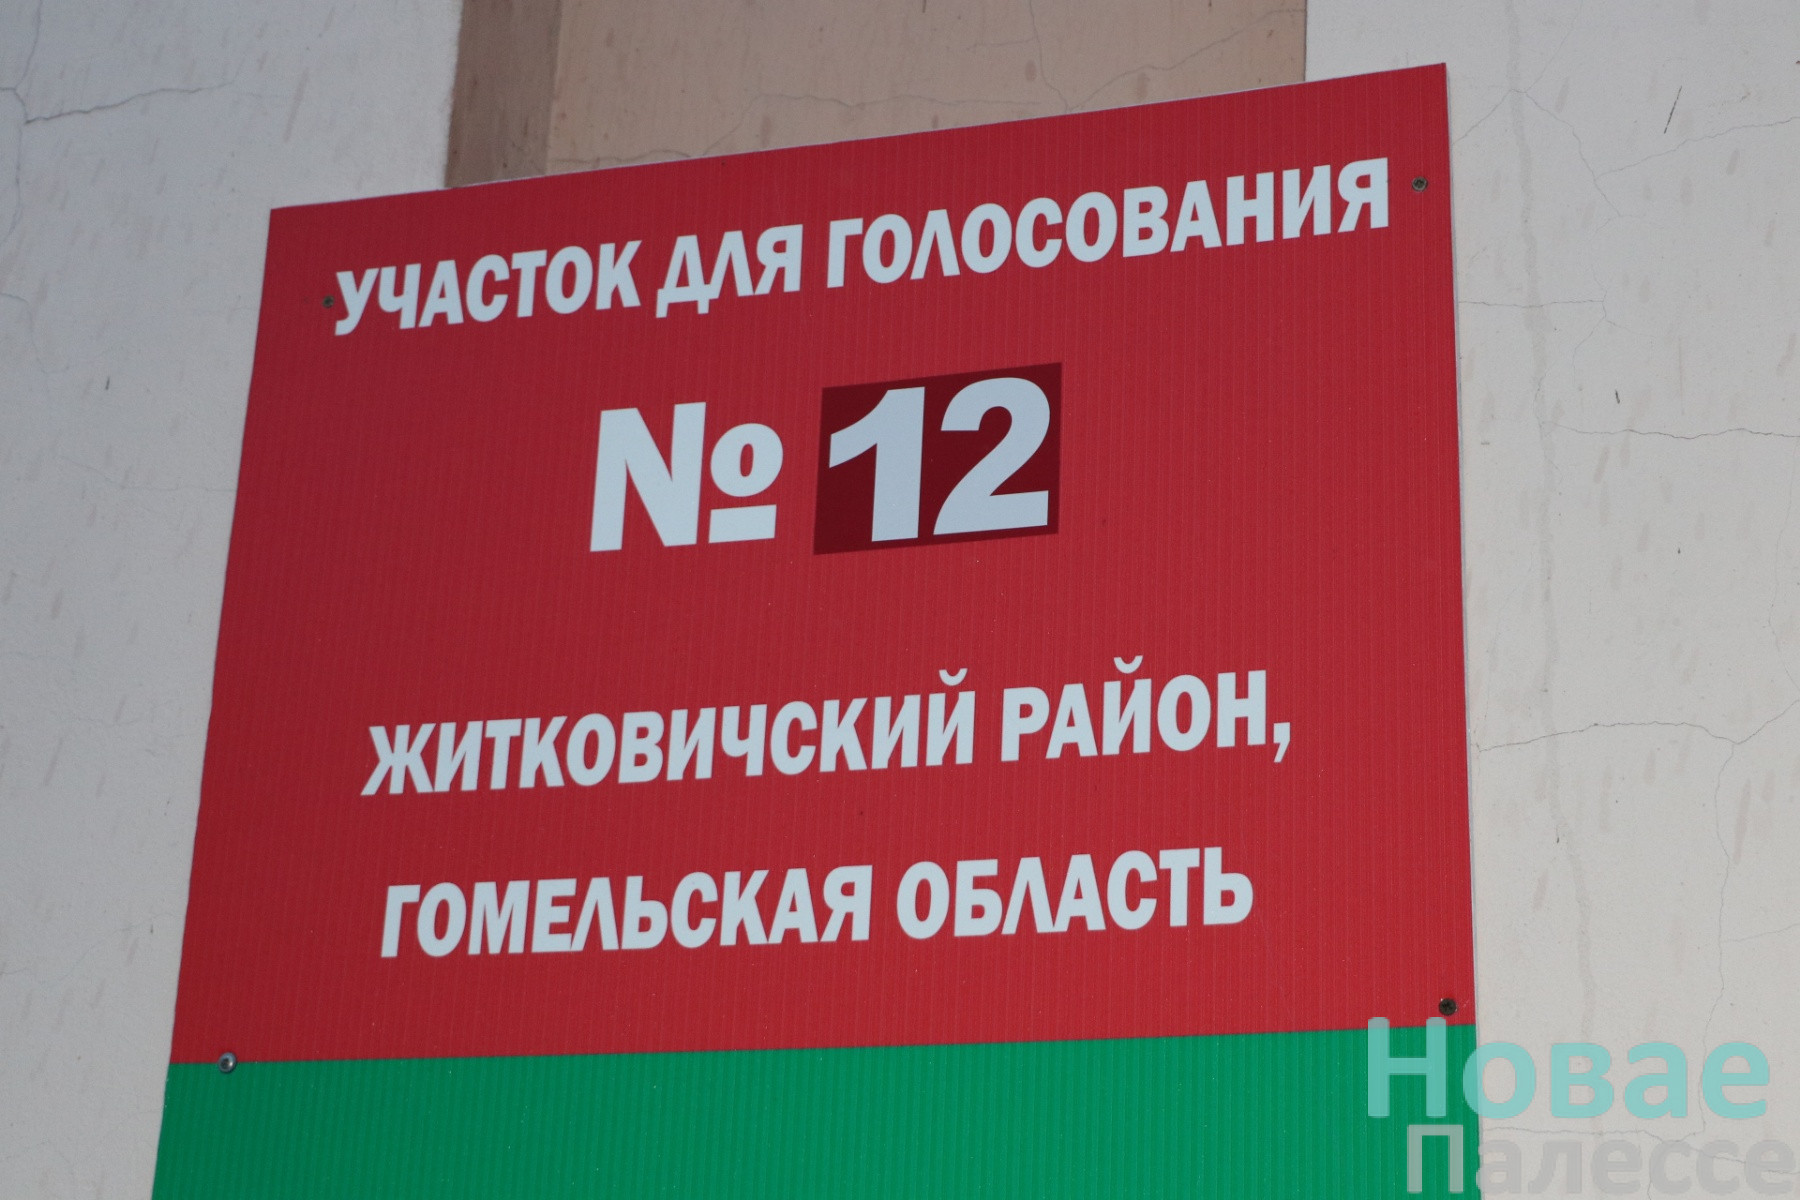 УЧАСТОК ДЛЯ ГОЛОСОВАНИЯ
№ 12
ЖИТКОВИЧСКИЙ РАЙОН,
ГОМЕЛЬСКАЯ ОБЛАСТЬ
Новае
Палессе